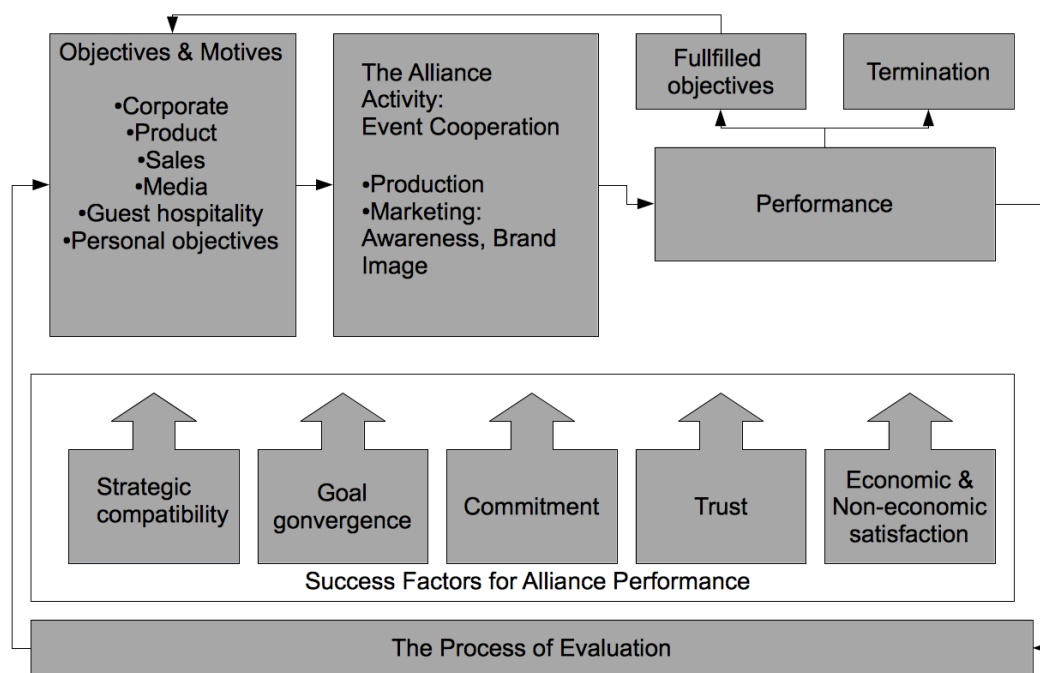 Objectives & Motives
•Corporate
•Product
•Sales
•Media
•Guest hospitality
•Personal objectives
The Alliance
Activity:
Event Cooperation
•Production
•Marketing:
Awareness, Brand
Image
Fullfilled
objectives
Termination
Performance
Strategic
compatibility
Goal
gonvergence
Commitment
Trust
Economic &
Non-economic
satisfaction
Success Factors for Alliance Performance
The Process of Evaluation